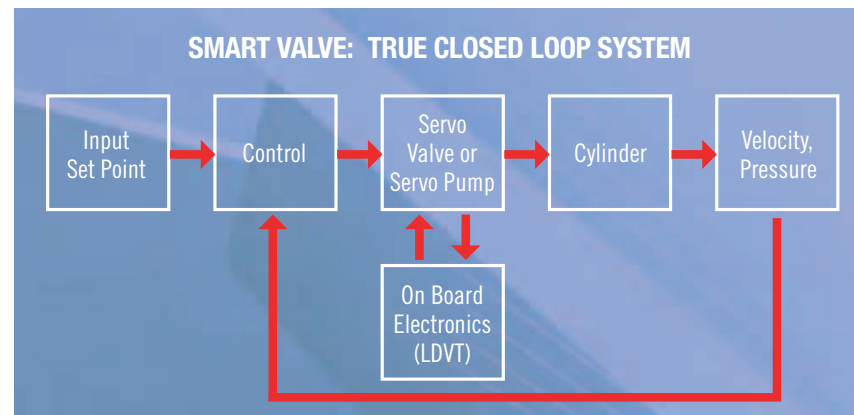 SMART VALVE: TRUE CLOSED LOOP SYSTEM
Input
Set Point
Control
Servo
Valve or
Servo Pump
Cylinder
Velocity,
Pressure
On Board
Electronics
(LDVT)